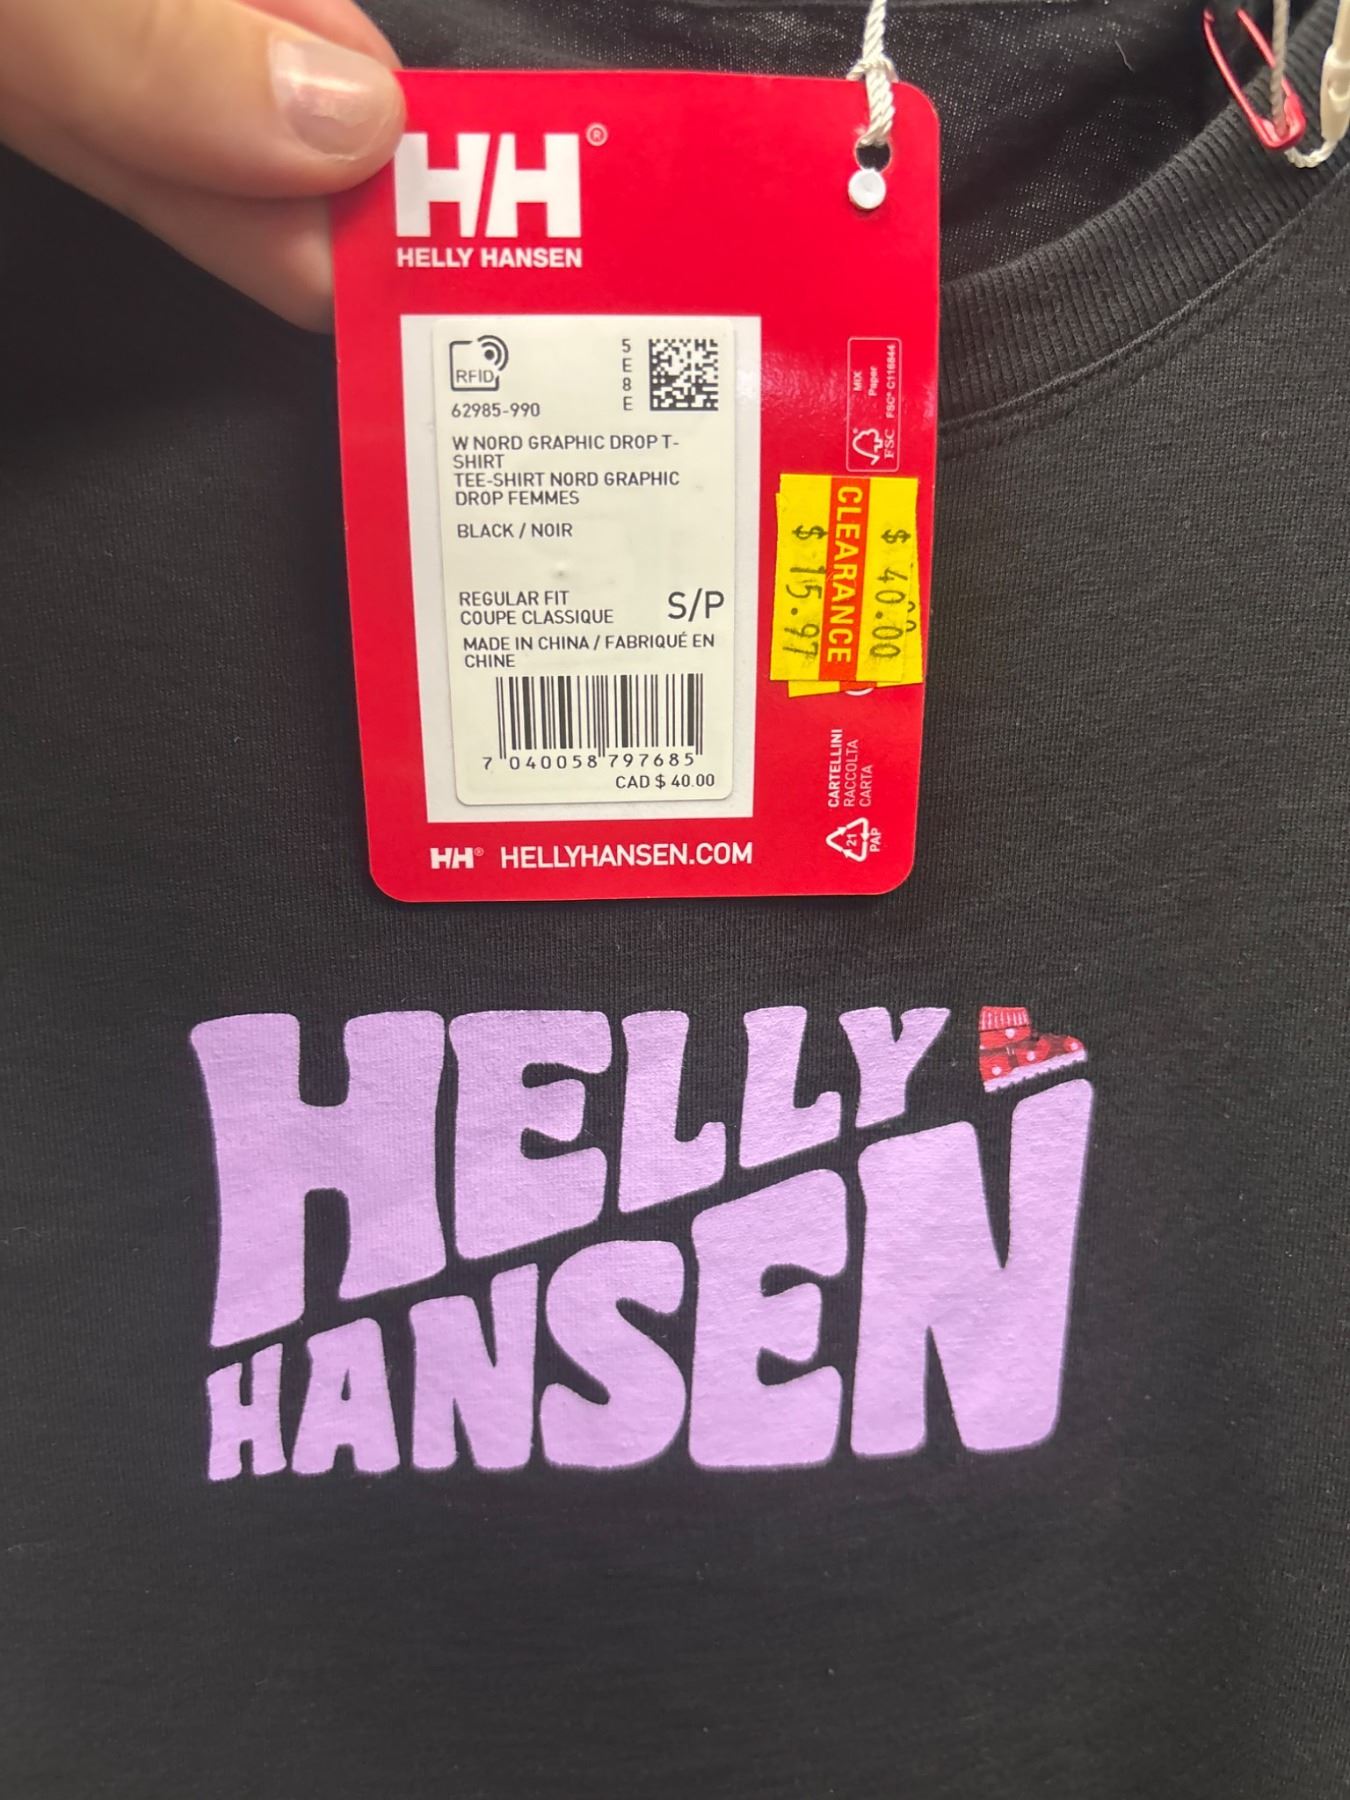 HH®
HELLY HANSEN
RFID
5
E
8
E
62985-990
W NORD GRAPHIC DROP T-
SHIRT
TEE-SHIRT NORD GRAPHIC
DROP FEMMES
BLACK / NOIR
REGULAR FIT
COUPE CLASSIQUE
S/P
MADE IN CHINA / FABRIQUÉ EN
CHINE
7 040058 797685
CAD $ 40.00
HH® HELLYHANSEN.COM
FSC
MIX
Paper
FSC® C116844
$ 40.00
CLEARANCE
$ 15.97
CARTELLINI
RACCOLTA
CARTA
21
PAP
HELLY
HANSEN